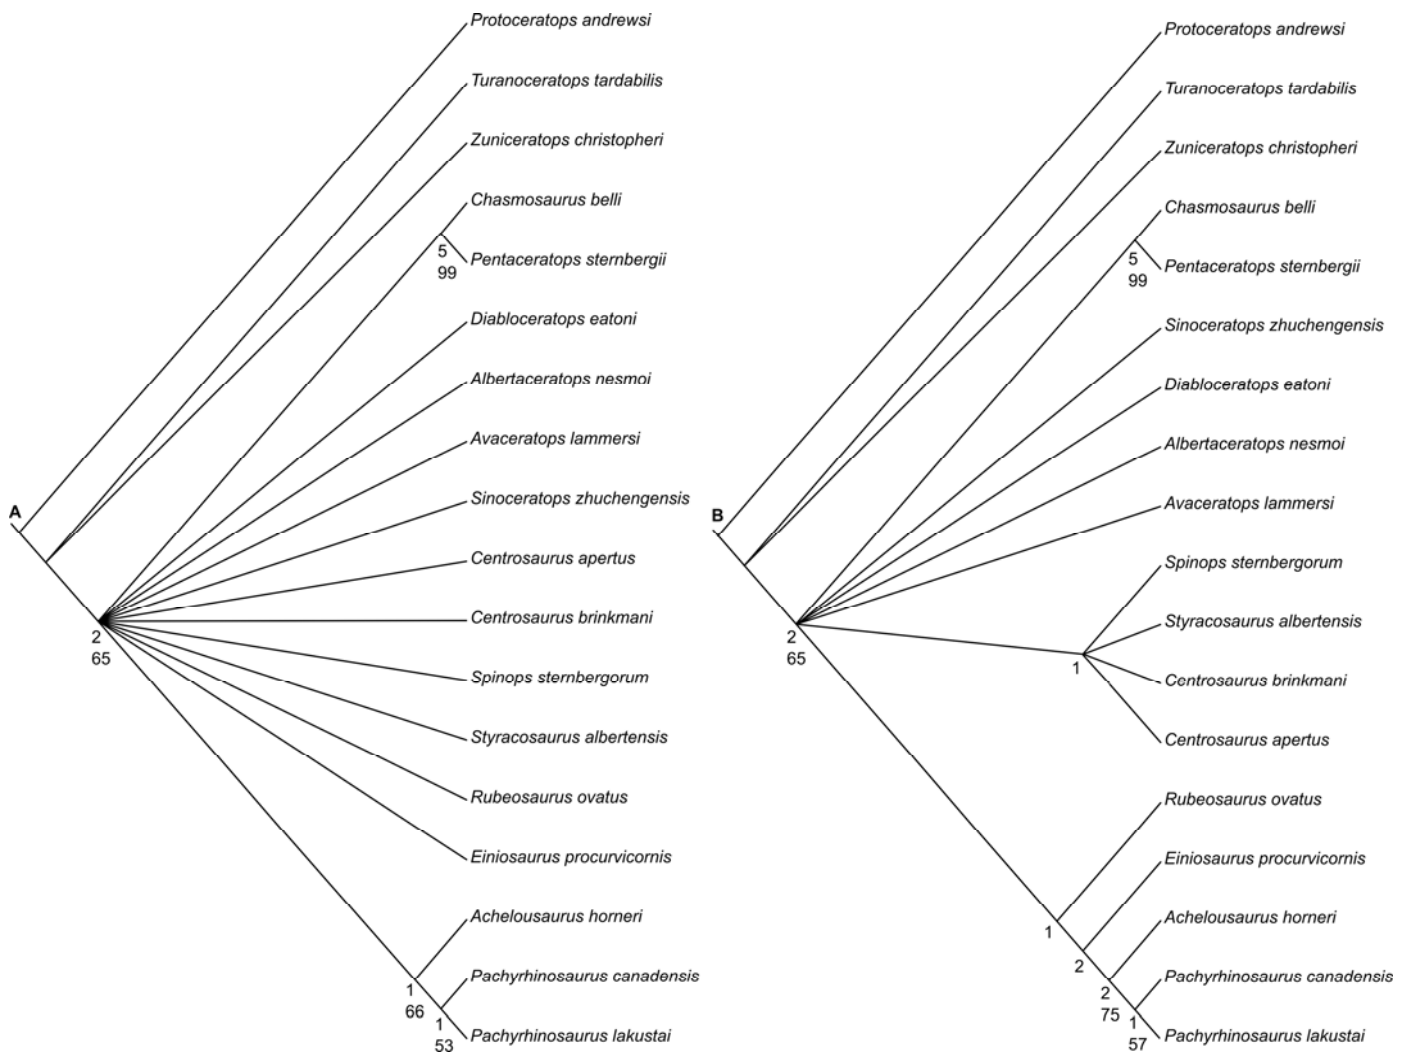 A
Protoceratops andrewsi
Turanoceratops tardabilis
Zuniceratops christopheri
Chasmosaurus belli
5
99
Pentaceratops sternbergii
Diabloceratops eatoni
Albertaceratops nesmoi
Avaceratops lammersi
Sinoceratops zhuchengensis
Centrosaurus apertus
Centrosaurus brinkmani
2
65
Spinops sternbergorum
Styracosaurus albertensis
Rubeosaurus ovatus
Einiosaurus procurvicornis
Achelousaurus horneri
Pachyrhinosaurus canadensis
1
66
1
53
Pachyrhinosaurus lakustai
B
Protoceratops andrewsi
Turanoceratops tardabilis
Zuniceratops christopheri
Chasmosaurus belli
5
99
Pentaceratops sternbergii
Sinoceratops zhuchengensis
Diabloceratops eatoni
Albertaceratops nesmoi
Avaceratops lammersi
Spinops sternbergorum
Styracosaurus albertensis
2
65
1
Centrosaurus brinkmani
Centrosaurus apertus
Rubeosaurus ovatus
Einiosaurus procurvicornis
Achelousaurus horneri
1
2
Pachyrhinosaurus canadensis
2
75
1
57
Pachyrhinosaurus lakustai